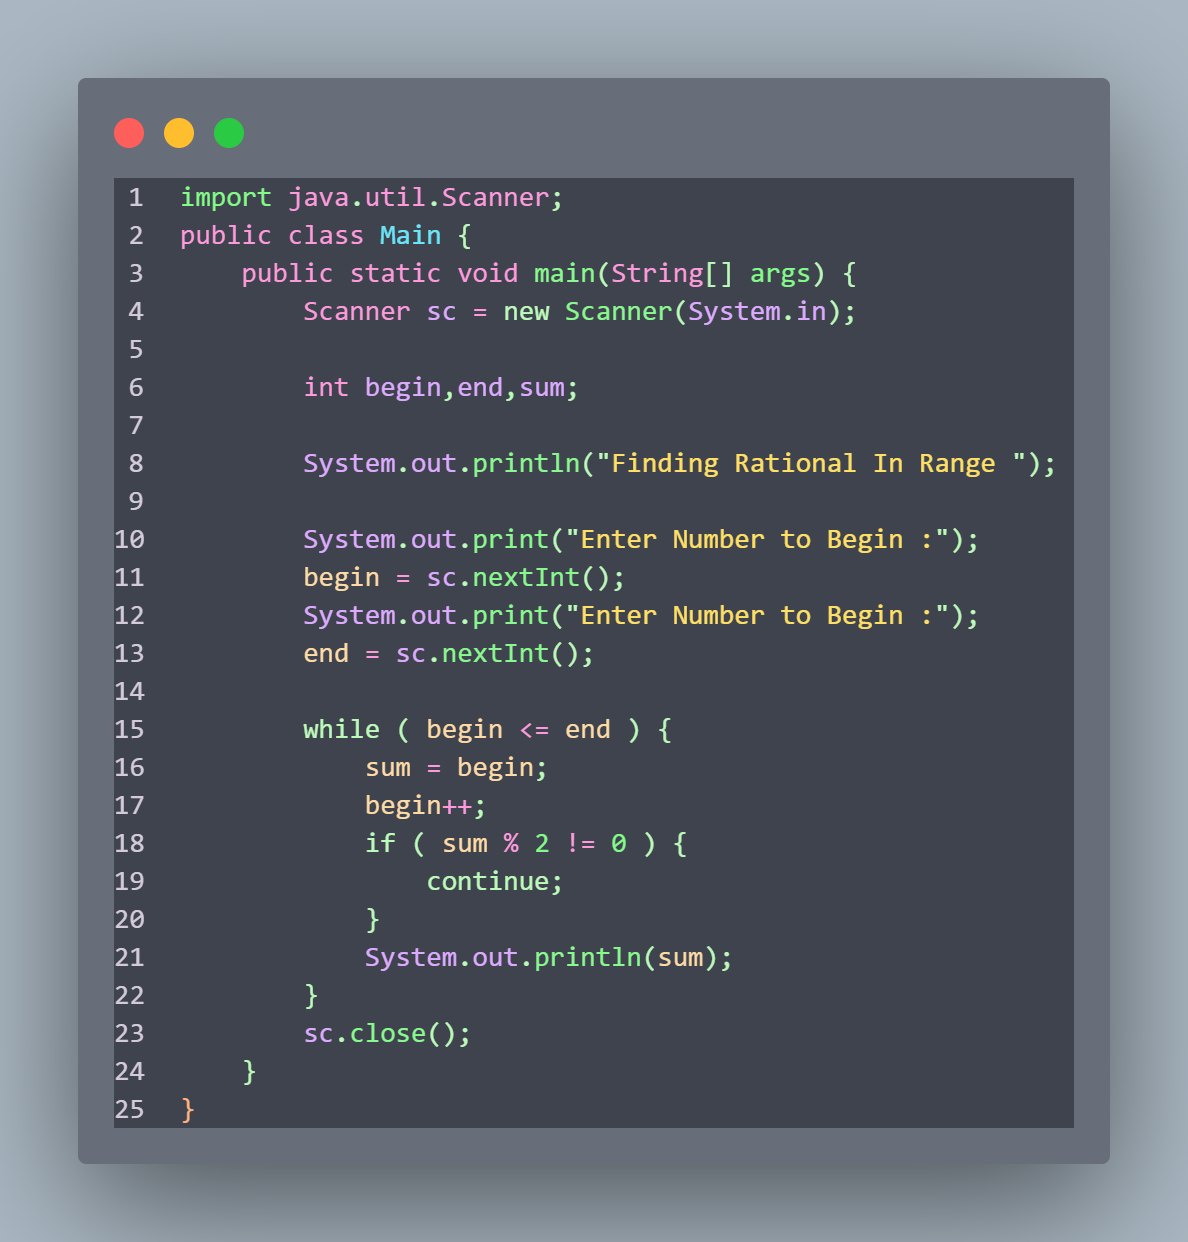 1 import java.util.Scanner;
2 public class Main {
3     public static void main(String[] args) {
4         Scanner sc = new Scanner(System.in);
5
6         int begin,end,sum;
7
8         System.out.println("Finding Rational In Range ");
9
10         System.out.print("Enter Number to Begin :");
11         begin = sc.nextInt();
12         System.out.print("Enter Number to Begin :");
13         end = sc.nextInt();
14
15         while ( begin <= end ) {
16             sum = begin;
17             begin++;
18             if ( sum % 2 != 0 ) {
19                 continue;
20             }
21             System.out.println(sum);
22         }
23         sc.close();
24     }
25 }